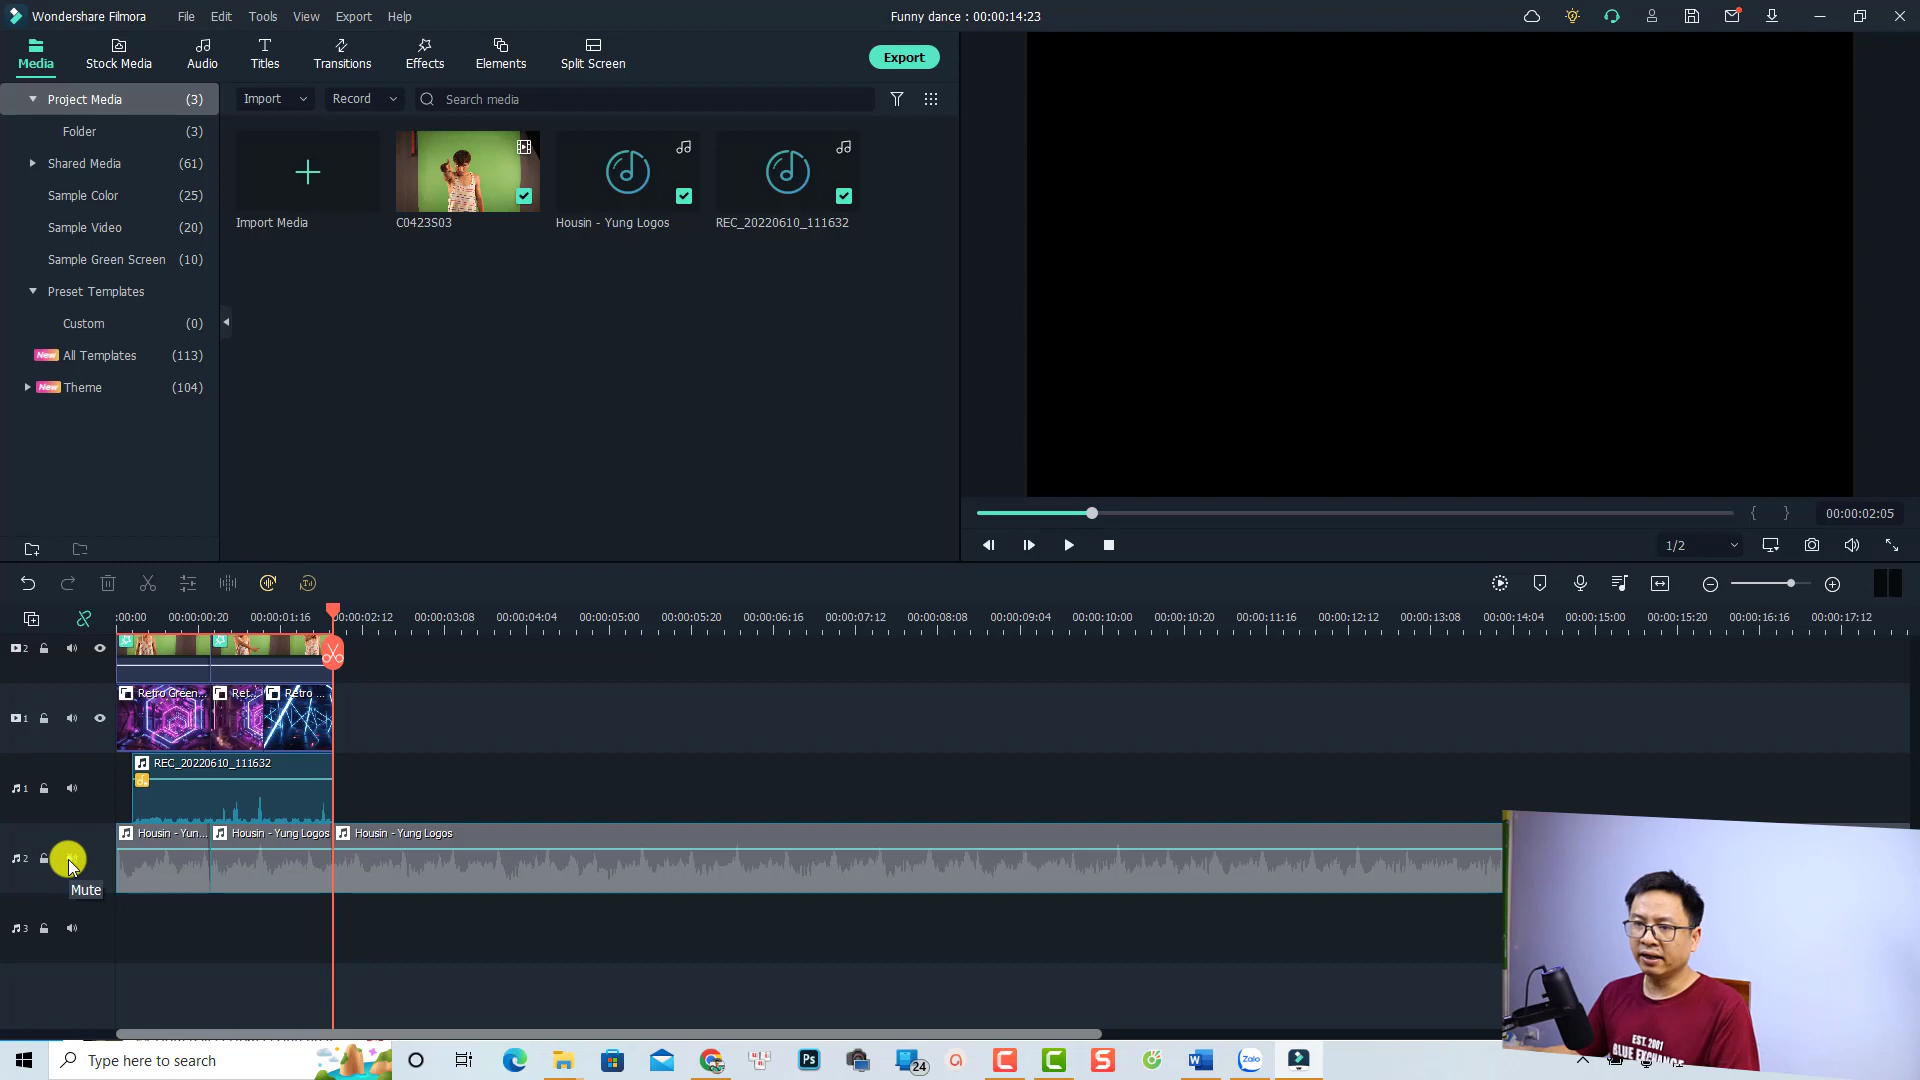 Wondershare Filmora File Edit Tools View Export Help Funny dance : 00:00:14:23
Media Stock Media Audio Titles Transitions Effects Elements Split Screen Export
Project Media (3) Import Record Search media
Folder (3)
Shared Media (61)
Sample Color (25)
C0423S03 Housin - Yung Logos REC_20220610_111632
Import Media
Sample Video (20)
Sample Green Screen (10)
Preset Templates
Custom (0)
New All Templates (113)
New Theme (104)
00:00:02:05
1/2
:00:00 00:00:00:20 00:00:01:16 00:00:02:12 00:00:03:08 00:00:04:04 00:00:05:00 00:00:05:20 00:00:06:16 00:00:07:12 00:00:08:08 00:00:09:04 00:00:10:00 00:00:10:20 00:00:11:16 00:00:12:12 00:00:13:08 00:00:14:04 00:00:15:00 00:00:15:20 00:00:16:16 00:00:17:12
2
Retro Green... Ret... Retro ...
1
REC_20220610_111632
1
Housin - Yun... Housin - Yung Logos Housin - Yung Logos
2
Mute
3
EST. 2001
BLUE EXCHANGE
Type here to search Ps 24 C C S W Zalo